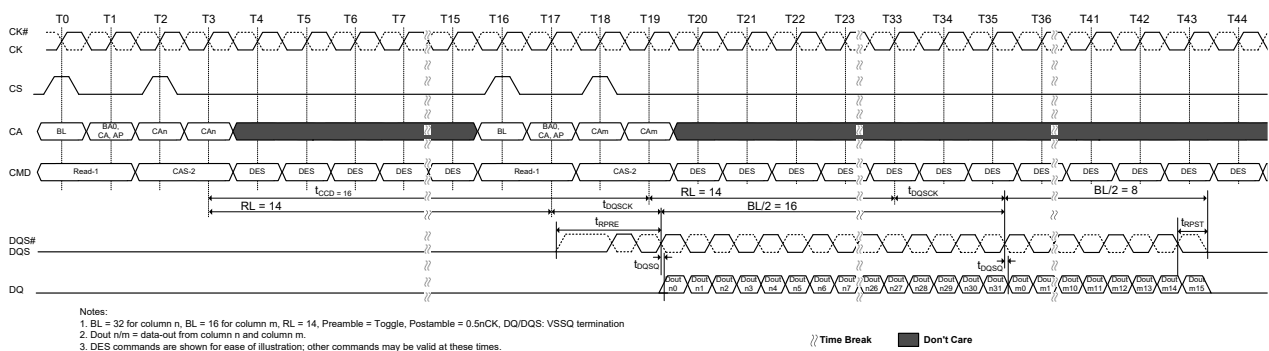 T0 T1 T2 T3 T4 T5 T6 T7 T15 T16 T17 T18 T19 T20 T21 T22 T23 T33 T34 T35 T36 T41 T42 T43 T44
CK#
CK
CS
CA BL BA0, CA, AP CAn CAn BL BA0, CA, AP CAm CAm
CMD Read-1 CAS-2 DES DES DES DES DES Read-1 CAS-2 DES DES DES DES DES DES DES DES DES DES DES DES
tCCD = 16 RL = 14 tDQSCK BL/2 = 8
RL = 14 tDQSCK BL/2 = 16
tRPRE tRPST
DQS#
DQS
tDQSQ tDQSQ
DQ Dout n0 Dout n1 Dout n2 Dout n3 Dout n4 Dout n5 Dout n6 Dout n7 Dout n26 Dout n27 Dout n28 Dout n29 Dout n30 Dout n31 Dout m0 Dout m1 Dout m10 Dout m11 Dout m12 Dout m13 Dout m14 Dout m15
Notes:
1. BL = 32 for column n, BL = 16 for column m, RL = 14, Preamble = Toggle, Postamble = 0.5nCK, DQ/DQS: VSSQ termination
2. Dout n/m = data-out from column n and column m.
3. DES commands are shown for ease of illustration; other commands may be valid at these times.
Time Break Don't Care